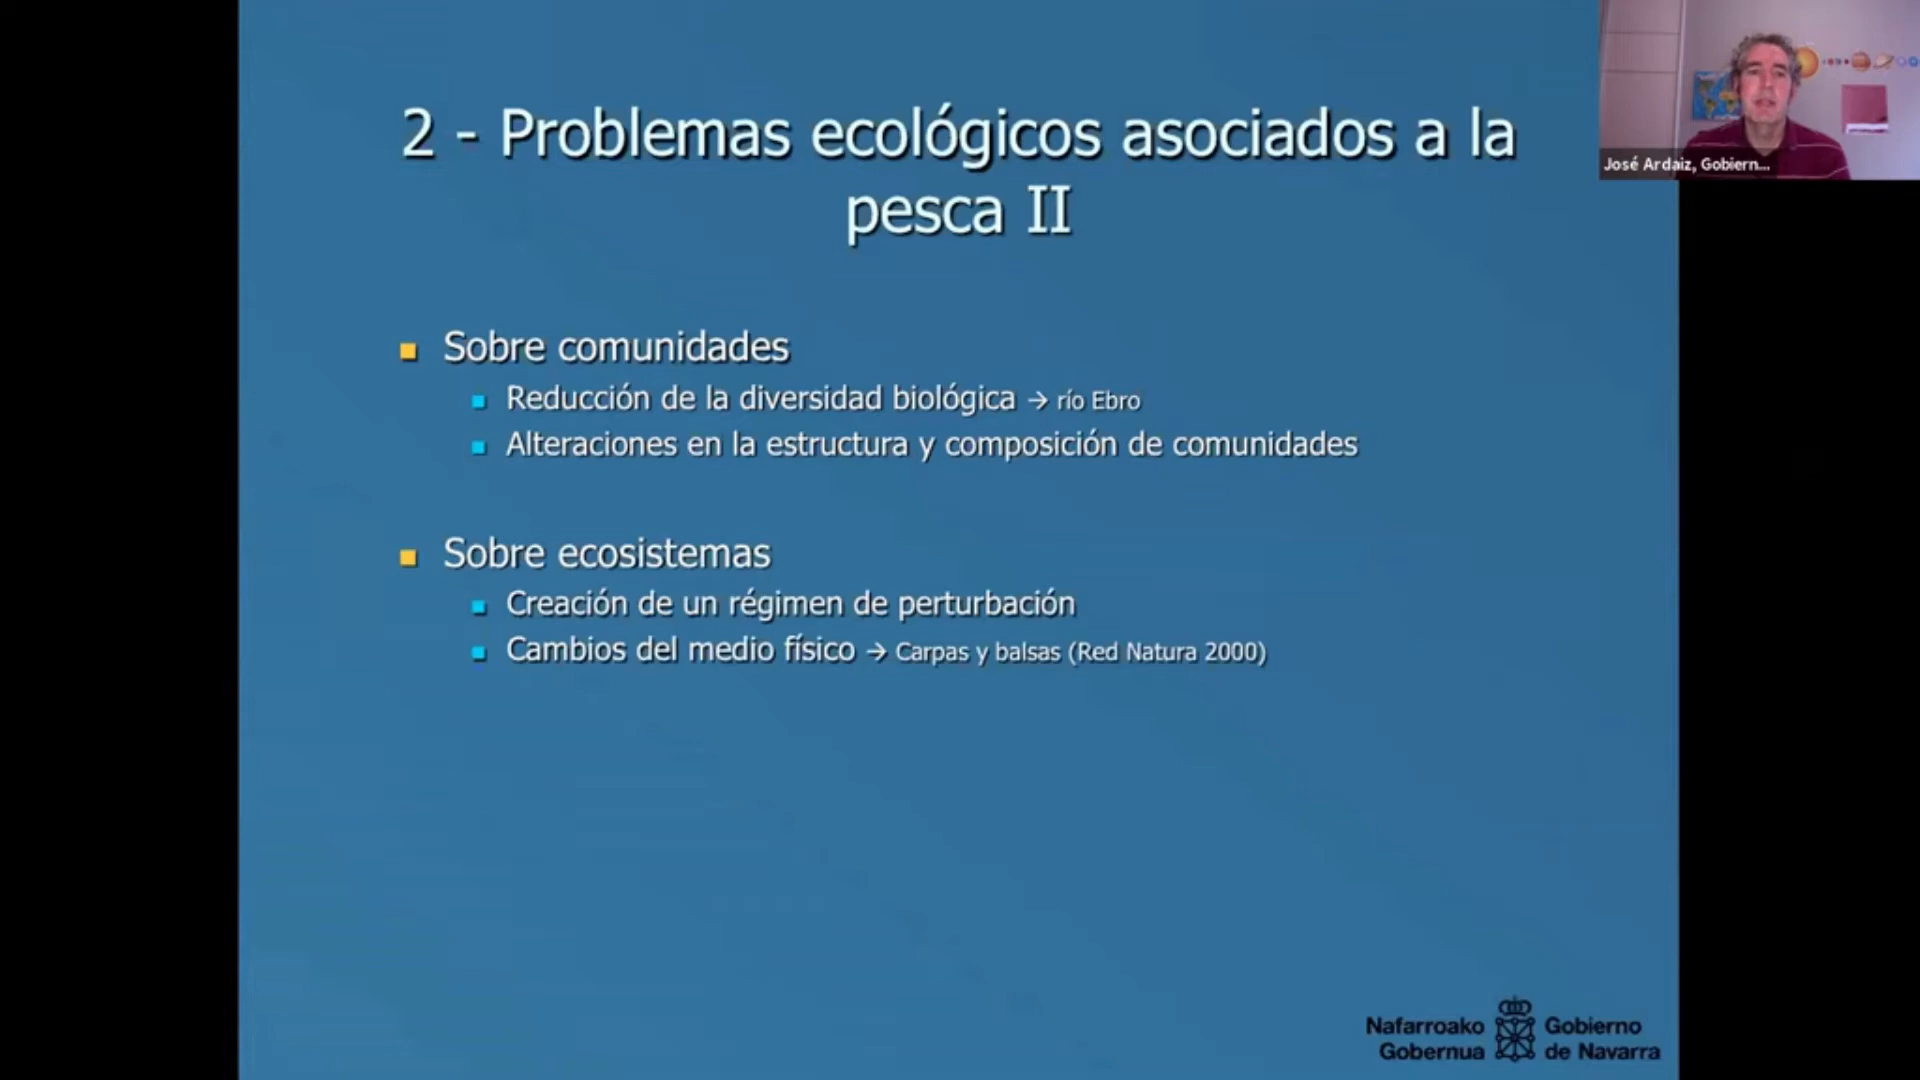 2 - Problemas ecológicos asociados a la
pesca II
José Ardaiz, Gobiern...
Sobre comunidades
Reducción de la diversidad biológica → río Ebro
Alteraciones en la estructura y composición de comunidades
Sobre ecosistemas
Creación de un régimen de perturbación
Cambios del medio físico → Carpas y balsas (Red Natura 2000)
Nafarroako
Gobernua
Gobierno
de Navarra